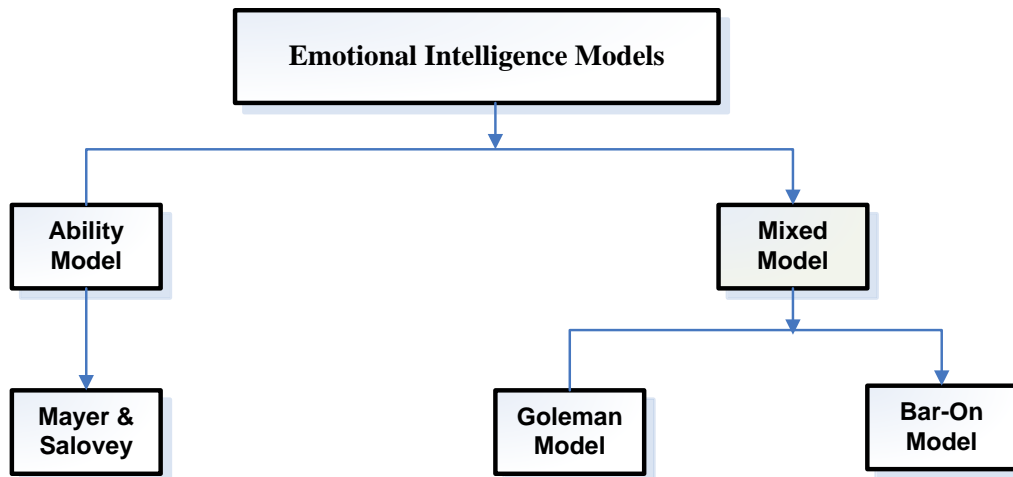 Emotional Intelligence Models
Ability
Model
Mixed
Model
Mayer &
Salovey
Goleman
Model
Bar-On
Model